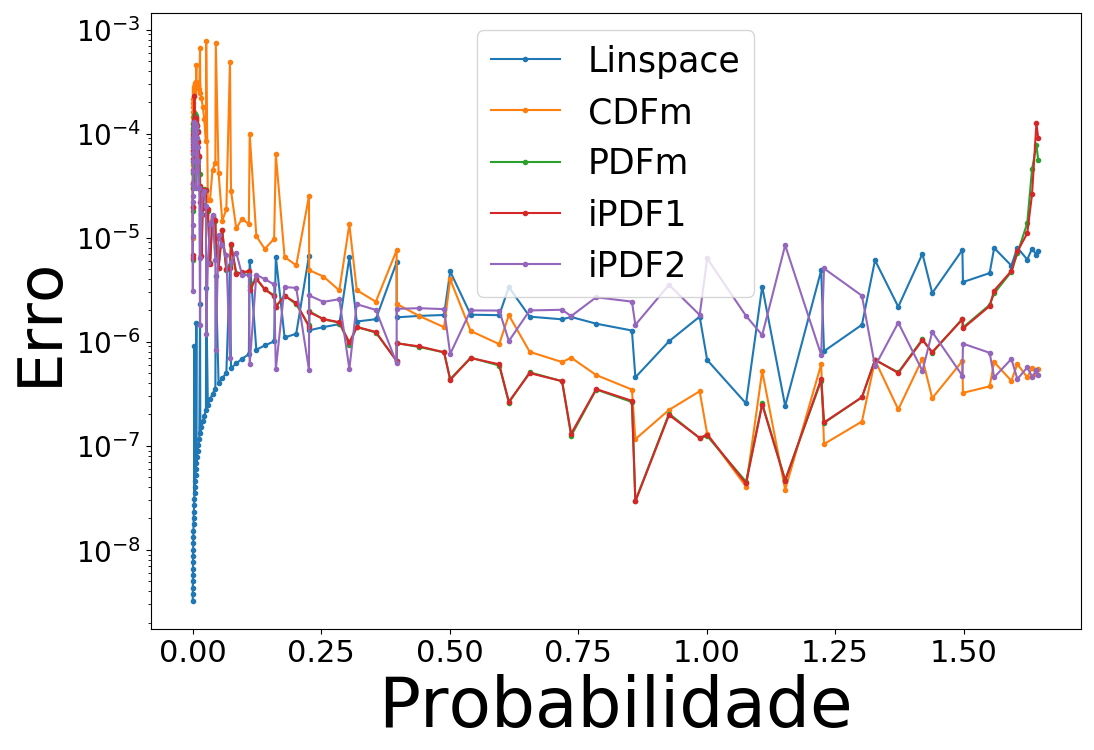 10⁻³
10⁻⁴
10⁻⁵
10⁻⁶
10⁻⁷
10⁻⁸
Erro
Linspace
CDFm
PDFm
iPDF1
iPDF2
0.00 0.25 0.50 0.75 1.00 1.25 1.50
Probabilidade